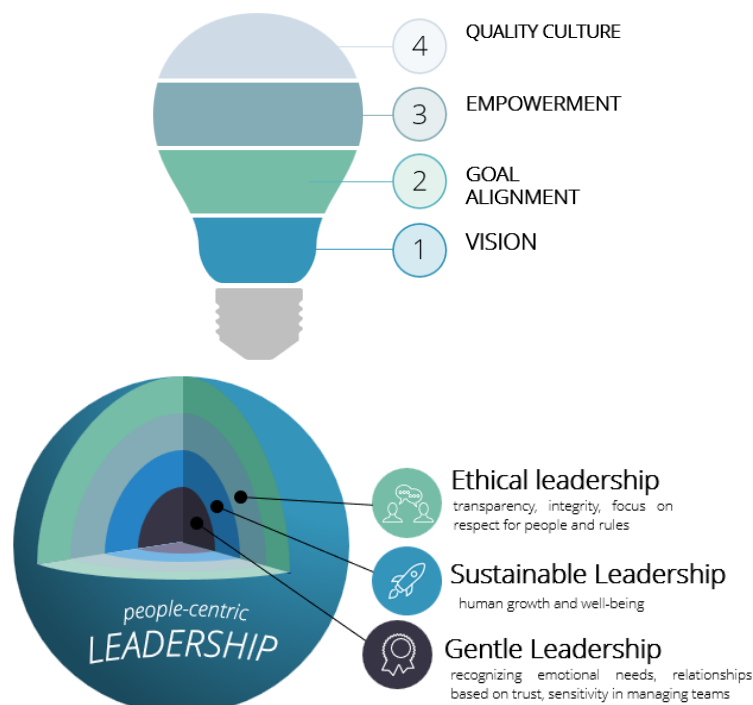 4
QUALITY CULTURE
3
EMPOWERMENT
2
GOAL
ALIGNMENT
1
VISION
people-centric
LEADERSHIP
Ethical leadership
transparency, integrity, focus on
respect for people and rules
Sustainable Leadership
human growth and well-being
Gentle Leadership
recognizing emotional needs, relationships
based on trust, sensitivity in managing teams